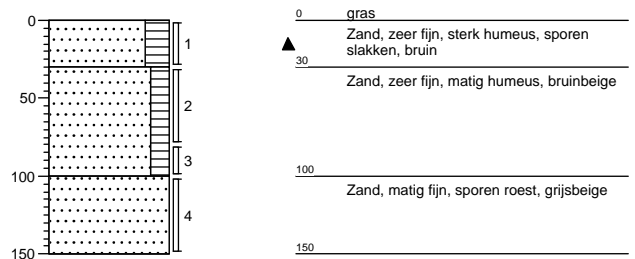 0
50
100
150
1
2
3
4
0 gras
Zand, zeer fijn, sterk humeus, sporen
slakken, bruin
30
Zand, zeer fijn, matig humeus, bruinbeige
100
Zand, matig fijn, sporen roest, grijsbeige
150